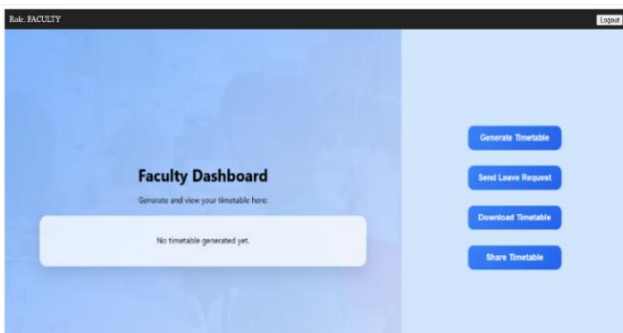 Role: FACULTY
Logout
Faculty Dashboard
Generate and view your timetable here:
No timetable generated yet.
Generate Timetable
Send Leave Request
Download Timetable
Share Timetable